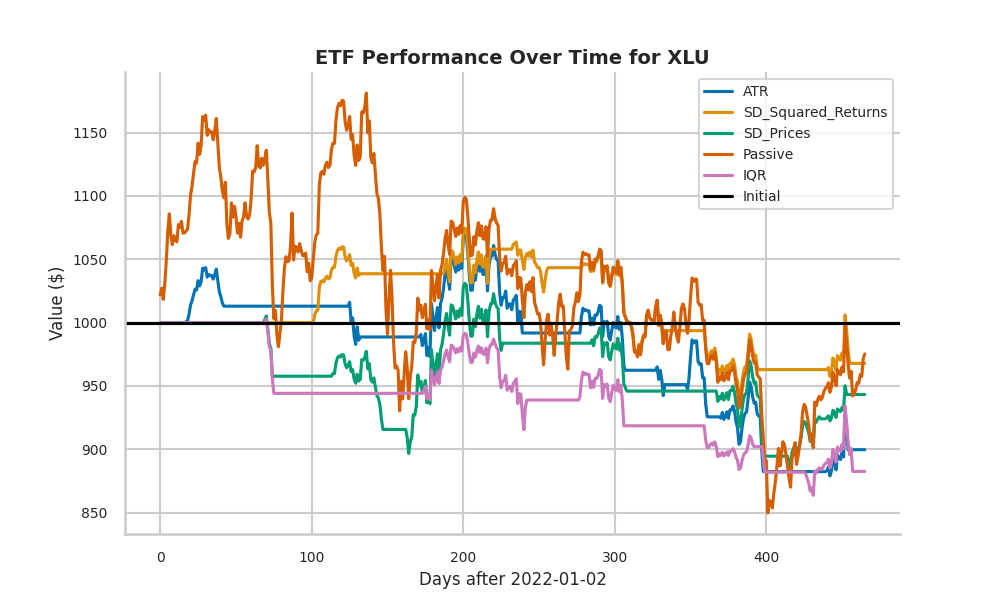 ETF Performance Over Time for XLU
ATR
SD_Squared_Returns
SD_Prices
Passive
IQR
Initial
Value ($)
1150
1100
1050
1000
950
900
850
0 100 200 300 400
Days after 2022-01-02